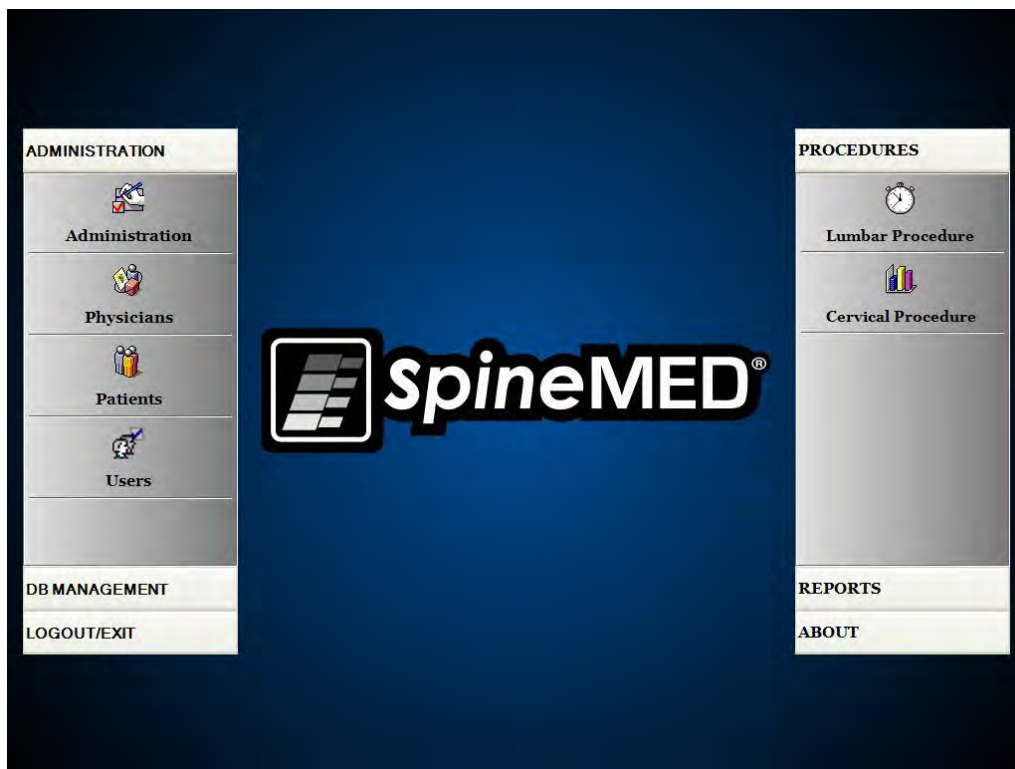 ADMINISTRATION
Administration
Physicians
Patients
Users
DB MANAGEMENT
LOGOUT/EXIT
SpineMED®
PROCEDURES
Lumbar Procedure
Cervical Procedure
REPORTS
ABOUT